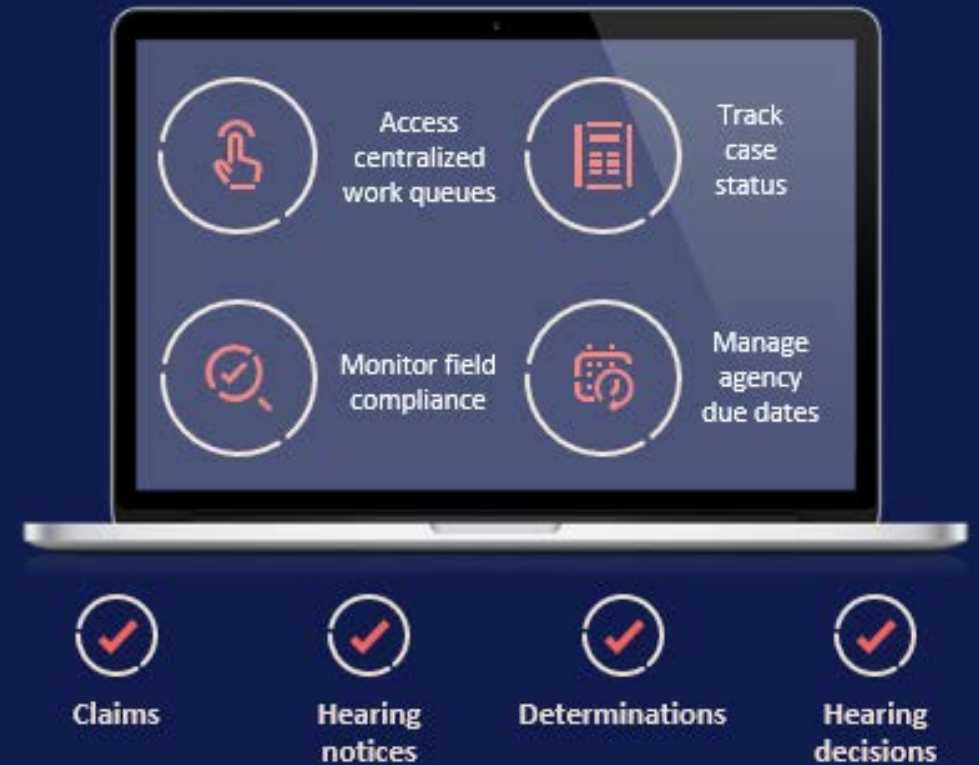 Access
centralized
work queues
Track
case
status
Monitor field
compliance
Manage
agency
due dates
Claims
Hearing
notices
Determinations
Hearing
decisions